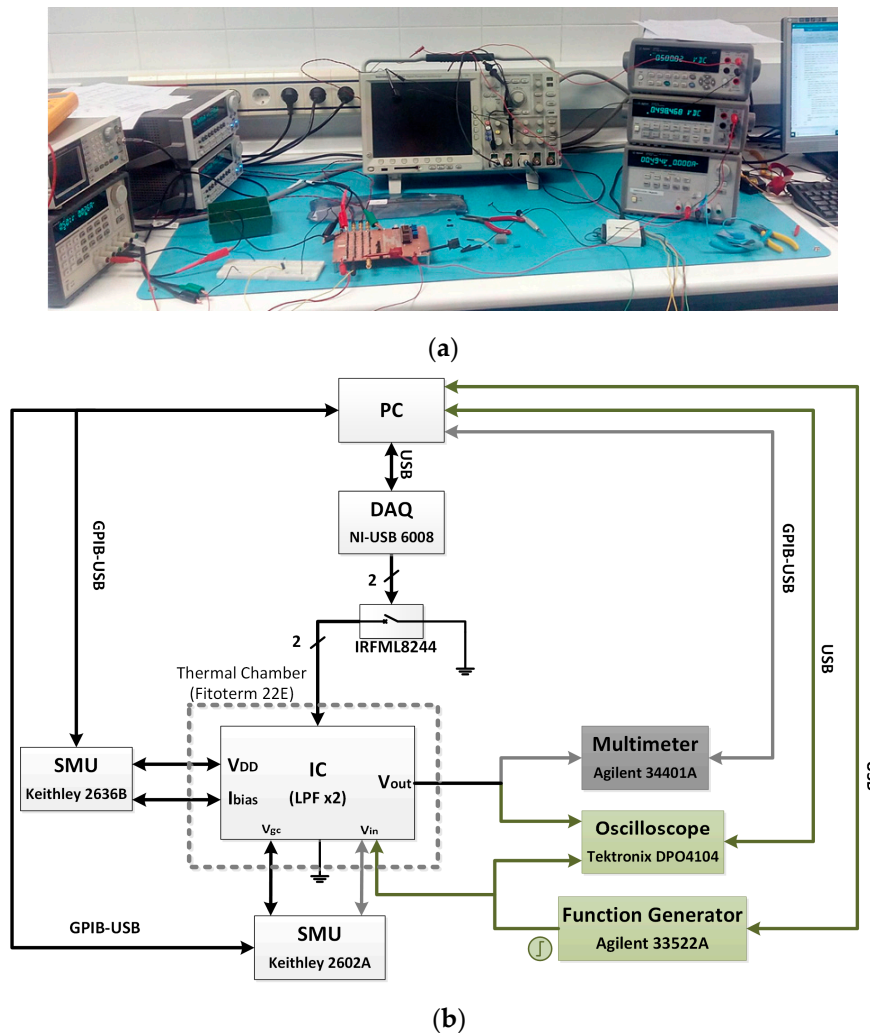 (a)
PC
USB
DAQ
NI-USB 6008
2
IRFML8244
2
GPIB-USB
GPIB-USB
USB
Thermal Chamber
(Fitoterm 22E)
SMU
Keithley 2636B
VDD
Ibias
IC
(LPF x2)
Vout
Vgc
Vin
Multimeter
Agilent 34401A
Oscilloscope
Tektronix DPO4104
Function Generator
Agilent 33522A
GPIB-USB
SMU
Keithley 2602A
(b)